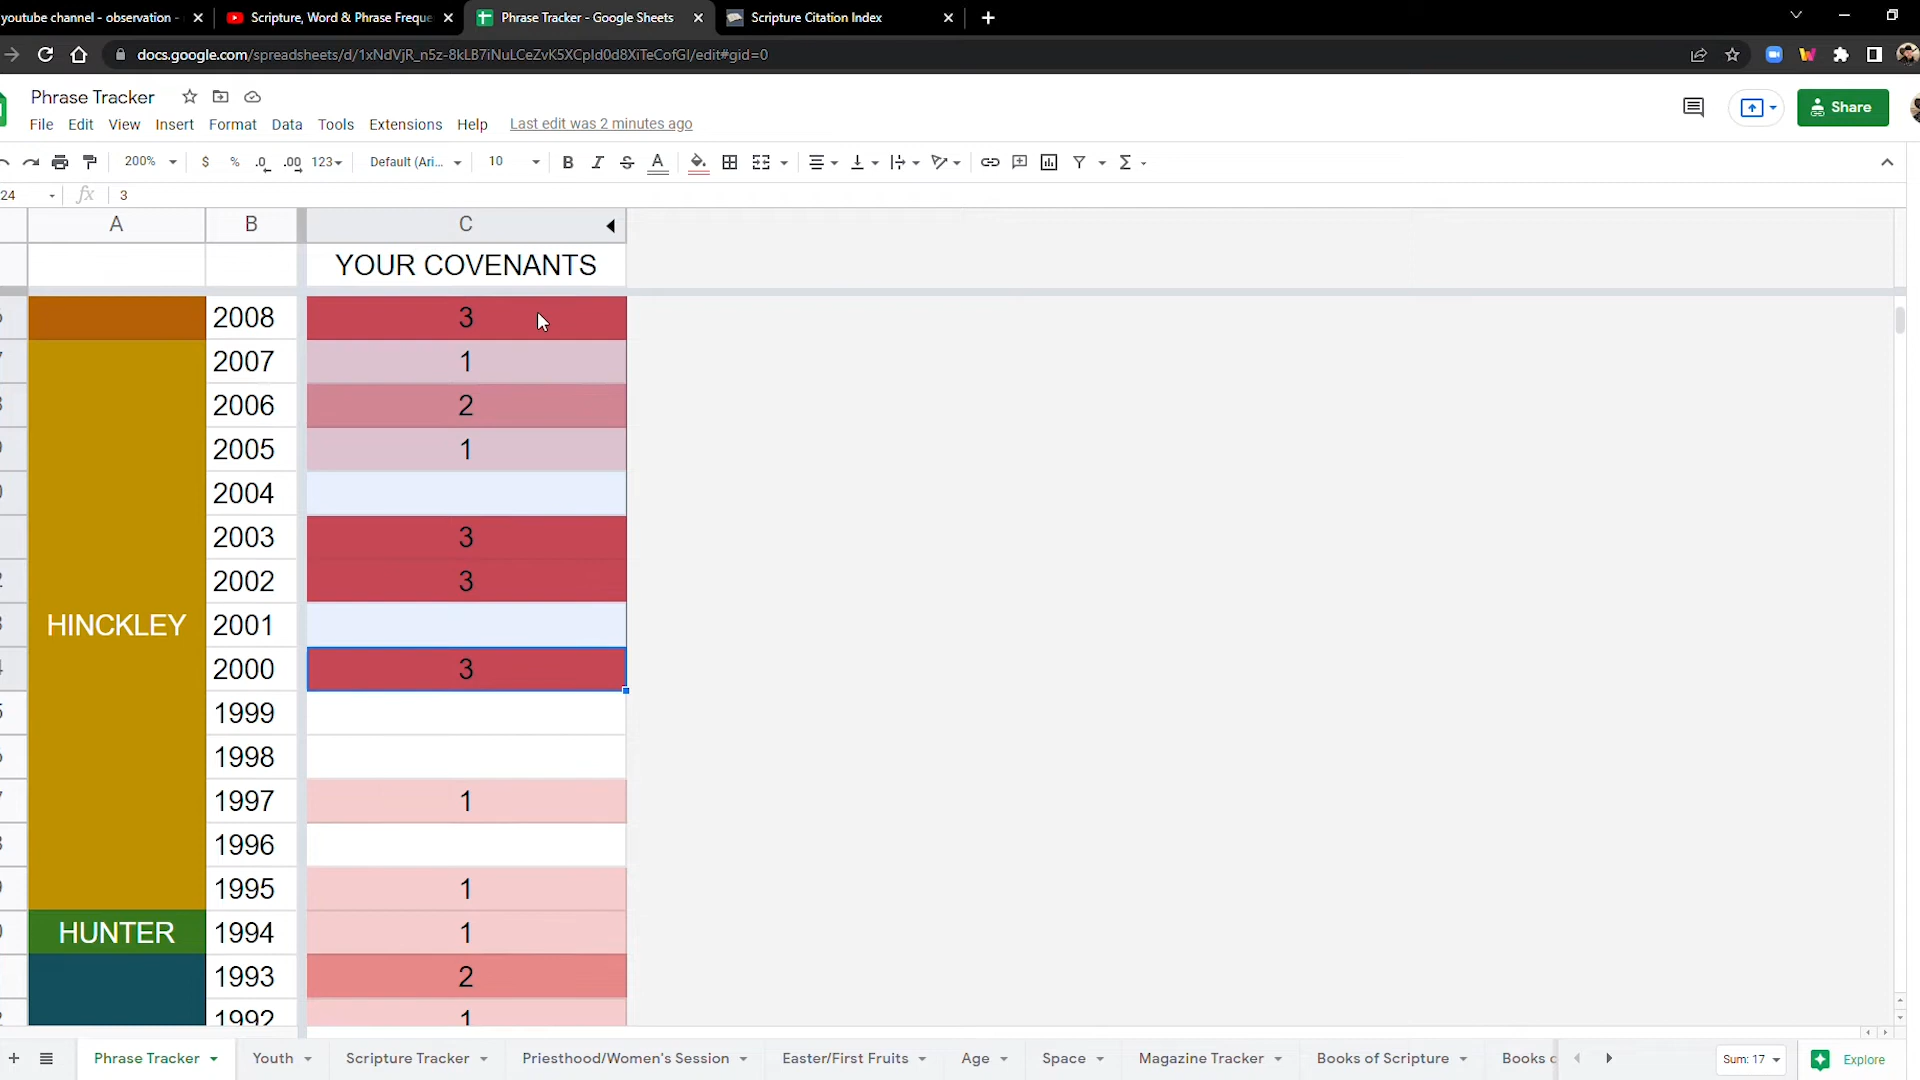 youtube channel - observation -
Scripture, Word & Phrase Freque
Phrase Tracker - Google Sheets
Scripture Citation Index
docs.google.com/spreadsheets/d/1xNdVjR_n5z-8kLB7iNuLCeZvK5XCpId0d8XiTeCofGI/edit#gid=0
Phrase Tracker
File Edit View Insert Format Data Tools Extensions Help Last edit was 2 minutes ago
Share
200% $ % .0 .00 123 Default (Ari... 10 B I S A Σ
24 fx 3
A B C
YOUR COVENANTS
2008 3
2007 1
2006 2
2005 1
2004
2003 3
2002 3
HINCKLEY 2001
2000 3
1999
1998
1997 1
1996
1995 1
HUNTER 1994 1
1993 2
1992 1
Phrase Tracker Youth Scripture Tracker Priesthood/Women's Session Easter/First Fruits Age Space Magazine Tracker Books of Scripture Books Sum: 17 Explore